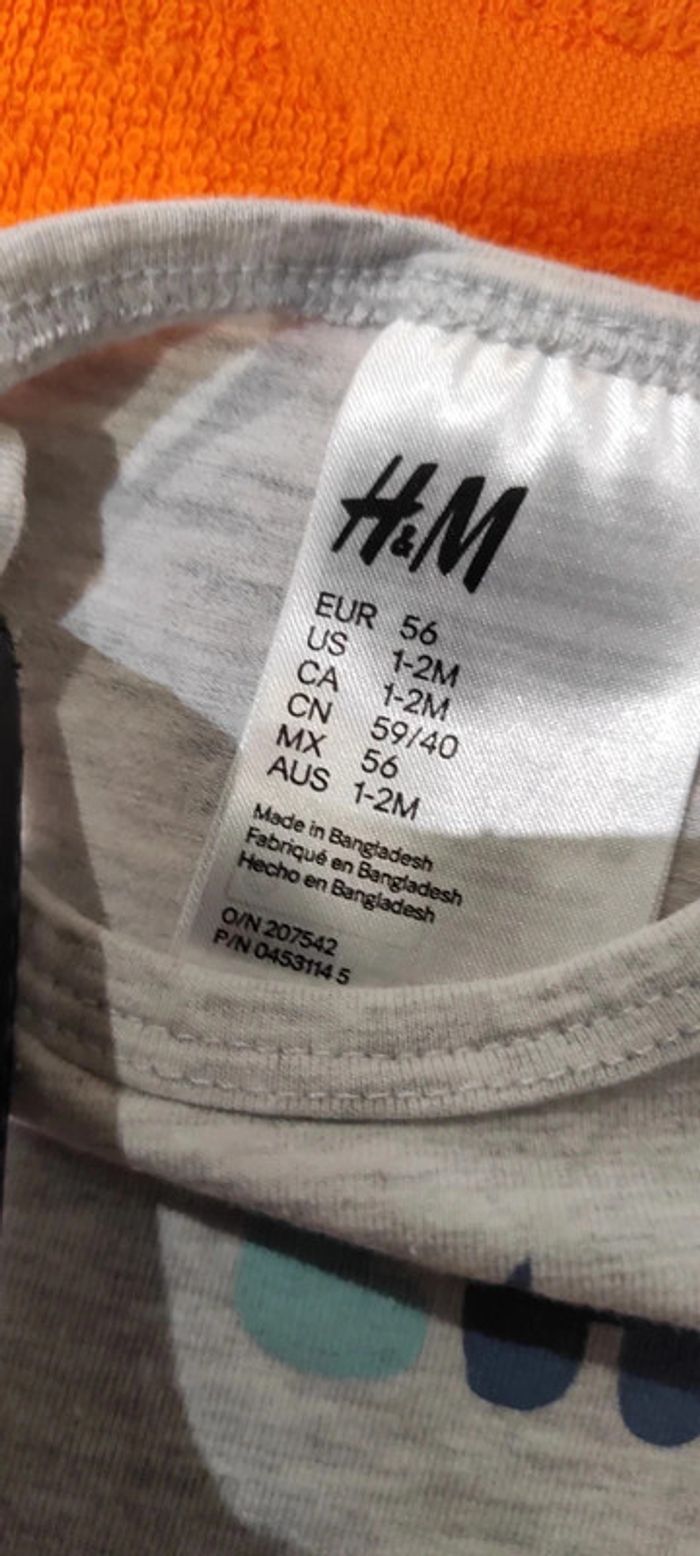 H&M
EUR 56
US 1-2M
CA 1-2M
CN 59/40
MX 56
AUS 1-2M
Made in Bangladesh
Fabriqué en Bangladesh
Hecho en Bangladesh
O/N 207542
P/N 0453114 5